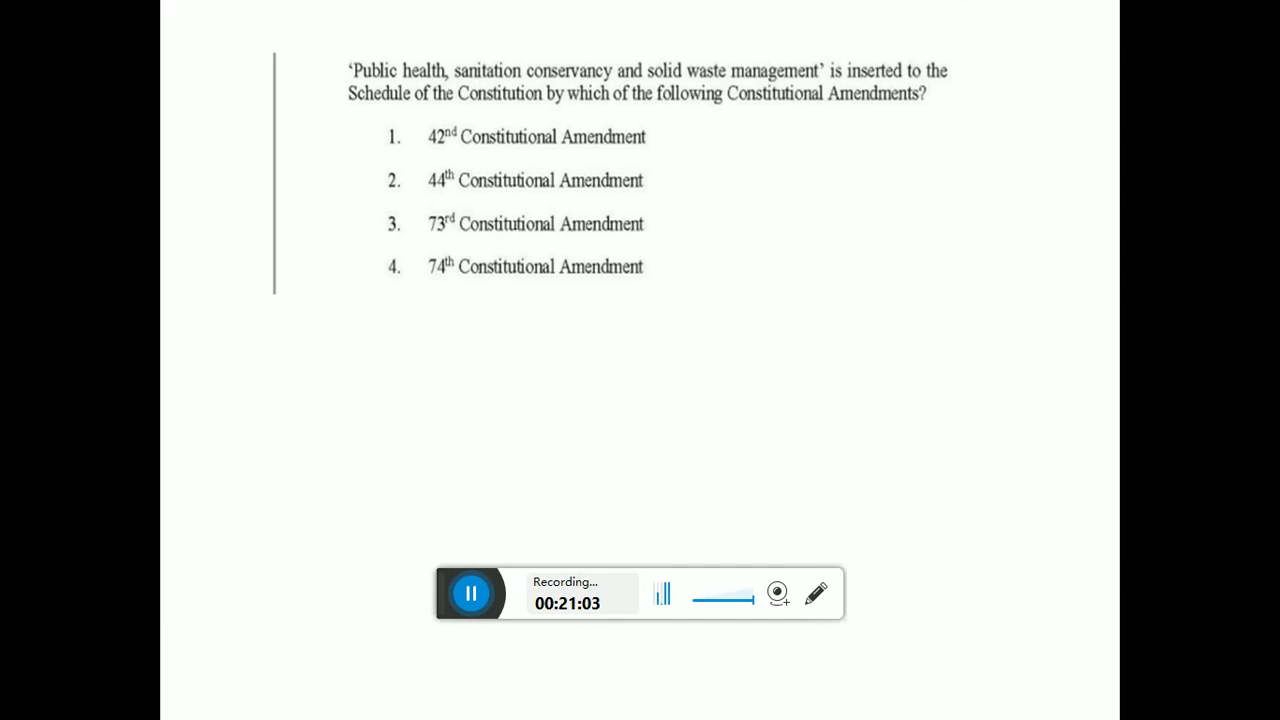 ‘Public health, sanitation conservancy and solid waste management’ is inserted to the
Schedule of the Constitution by which of the following Constitutional Amendments?
1. 42nd Constitutional Amendment
2. 44th Constitutional Amendment
3. 73rd Constitutional Amendment
4. 74th Constitutional Amendment
Recording...
00:21:03